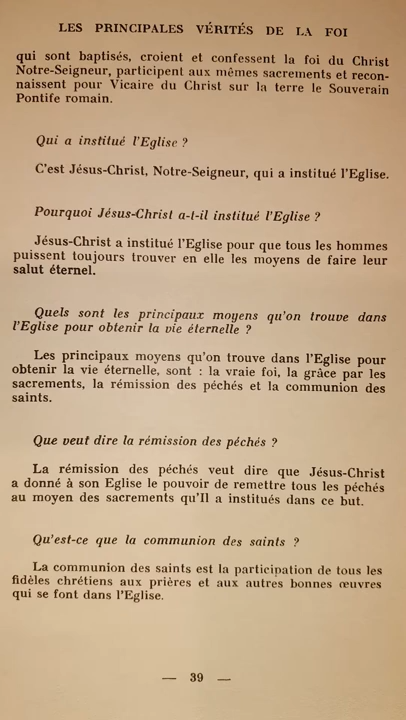 LES PRINCIPALES VÉRITÉS DE LA FOI
qui sont baptisés, croient et confessent la foi du Christ
Notre-Seigneur, participent aux mêmes sacrements et recon-
naissent pour Vicaire du Christ sur la terre le Souverain
Pontife romain.
Qui a institué l'Eglise ?
C'est Jésus-Christ, Notre-Seigneur, qui a institué l'Eglise.
Pourquoi Jésus-Christ a-t-il institué l'Eglise ?
Jésus-Christ a institué l'Eglise pour que tous les hommes
puissent toujours trouver en elle les moyens de faire leur
salut éternel.
Quels sont les principaux moyens qu'on trouve dans
l'Eglise pour obtenir la vie éternelle ?
Les principaux moyens qu'on trouve dans l'Eglise pour
obtenir la vie éternelle, sont : la vraie foi, la grâce par les
sacrements, la rémission des péchés et la communion des
saints.
Que veut dire la rémission des péchés ?
La rémission des péchés veut dire que Jésus-Christ
a donné à son Eglise le pouvoir de remettre tous les péchés
au moyen des sacrements qu'Il a institués dans ce but.
Qu'est-ce que la communion des saints ?
La communion des saints est la participation de tous les
fidèles chrétiens aux prières et aux autres bonnes œuvres
qui se font dans l'Eglise.
— 39 —